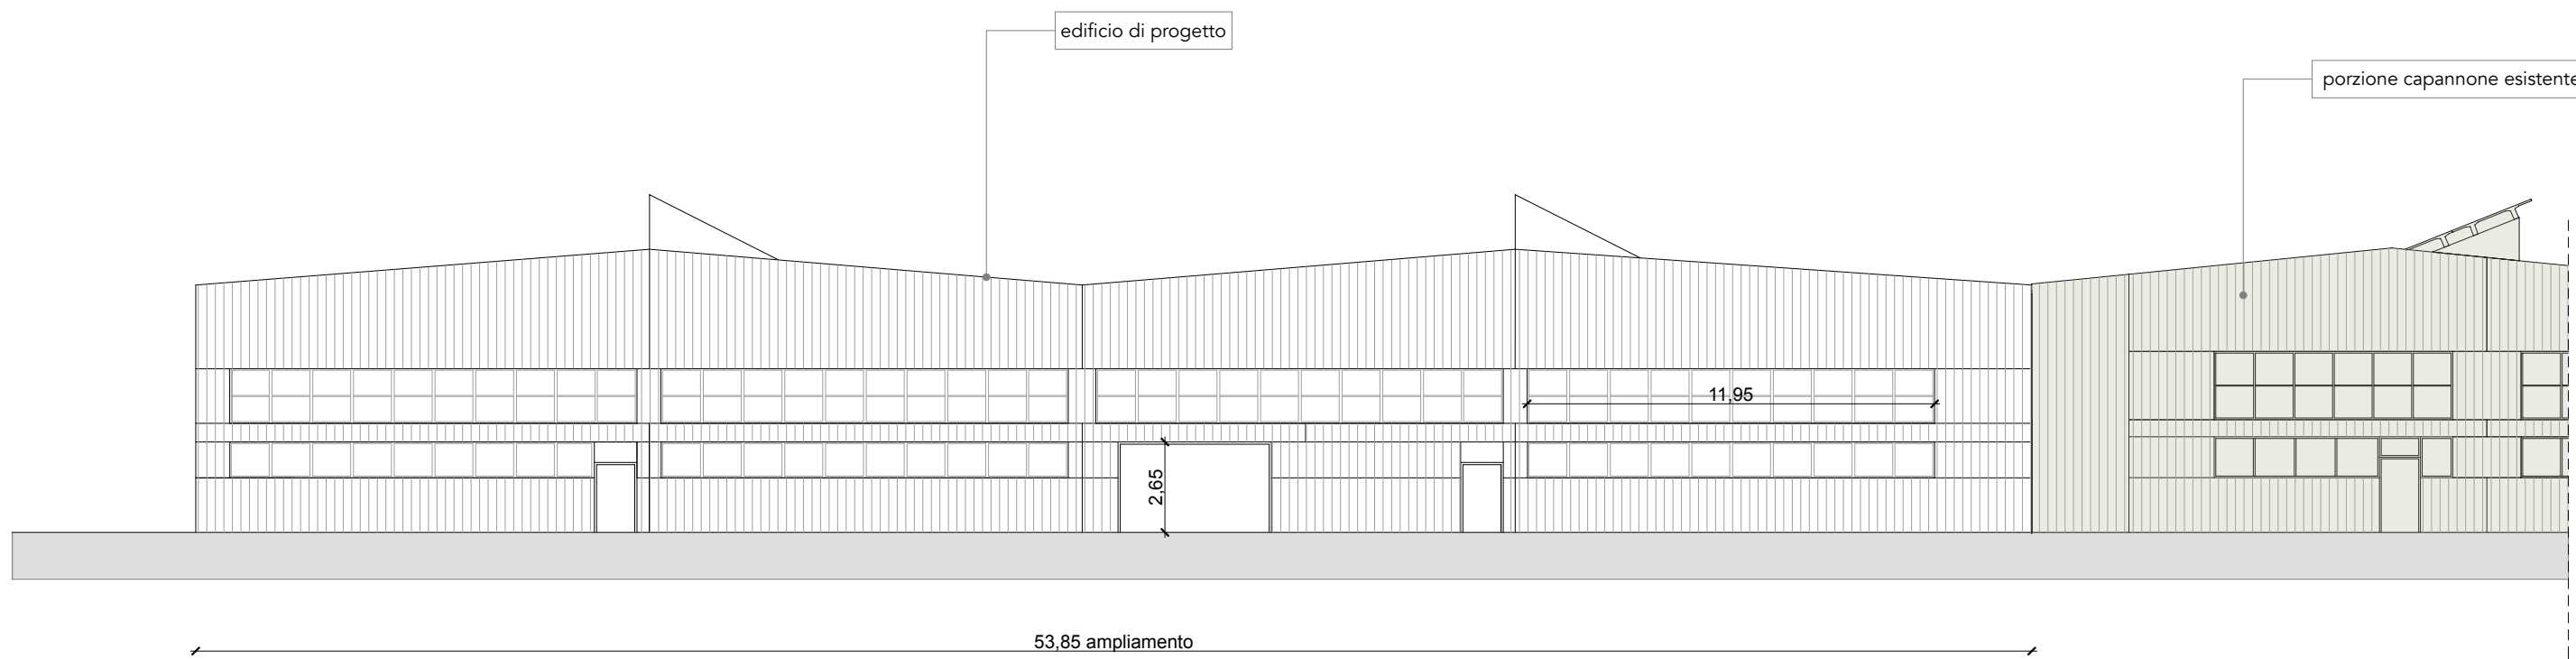 edificio di progetto
porzione capannone esistente
11,95
2,65
53,85 ampliamento